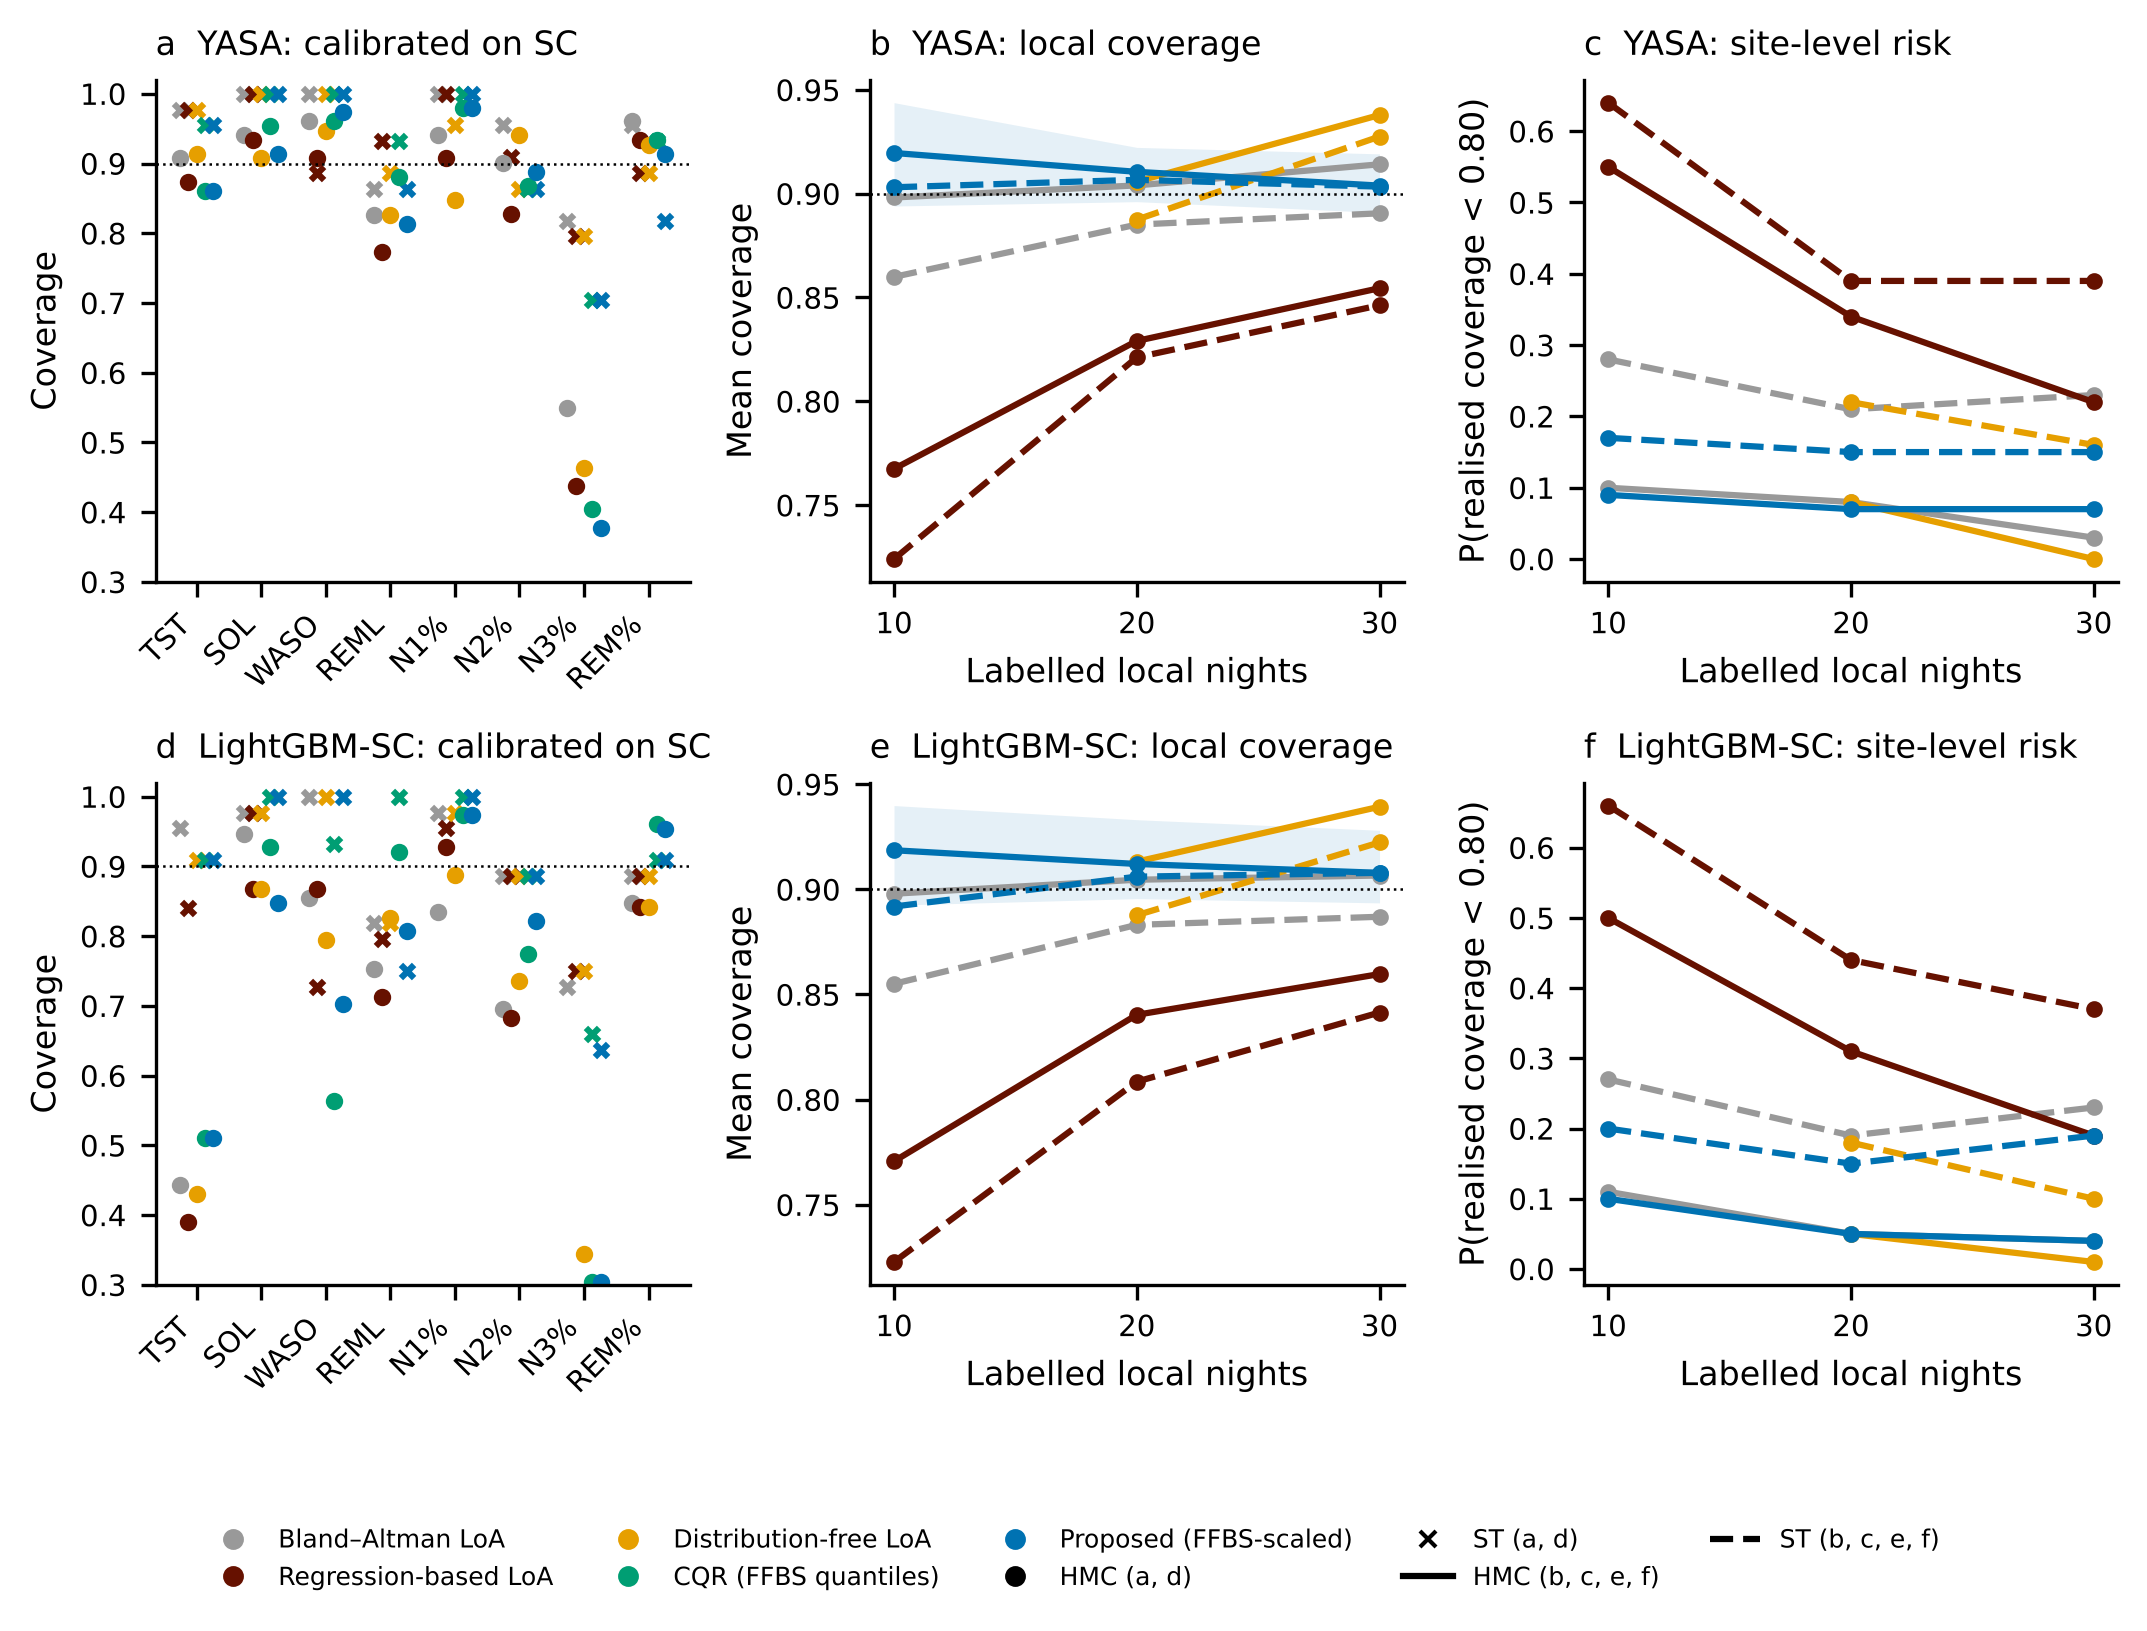 a YASA: calibrated on SC
Coverage
1.0
0.9
0.8
0.7
0.6
0.5
0.4
0.3
TST
SOL
WASO
REML
N1%
N2%
N3%
REM%
b YASA: local coverage
Mean coverage
0.95
0.90
0.85
0.80
0.75
10
20
30
Labelled local nights
c YASA: site-level risk
P(realised coverage < 0.80)
0.6
0.5
0.4
0.3
0.2
0.1
0.0
10
20
30
Labelled local nights
d LightGBM-SC: calibrated on SC
Coverage
1.0
0.9
0.8
0.7
0.6
0.5
0.4
0.3
TST
SOL
WASO
REML
N1%
N2%
N3%
REM%
e LightGBM-SC: local coverage
Mean coverage
0.95
0.90
0.85
0.80
0.75
10
20
30
Labelled local nights
f LightGBM-SC: site-level risk
P(realised coverage < 0.80)
0.6
0.5
0.4
0.3
0.2
0.1
0.0
10
20
30
Labelled local nights
Bland–Altman LoA
Regression-based LoA
Distribution-free LoA
CQR (FFBS quantiles)
Proposed (FFBS-scaled)
HMC (a, d)
ST (a, d)
HMC (b, c, e, f)
ST (b, c, e, f)